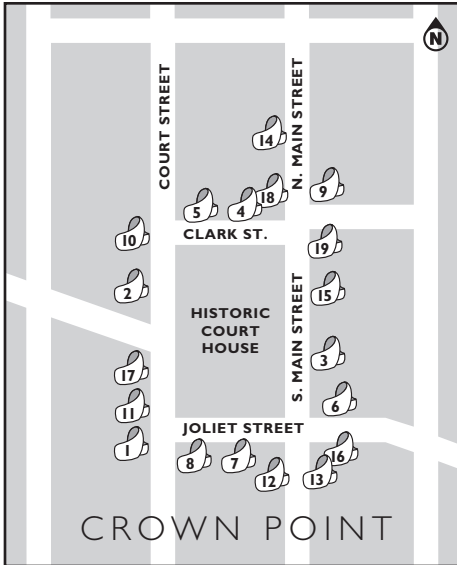 N
COURT STREET
N. MAIN STREET
14
9
18
5
4
10
CLARK ST.
19
2
15
HISTORIC
COURT
HOUSE
S. MAIN STREET
3
17
6
11
JOLIET STREET
1
8
7
16
12
13
CROWN POINT